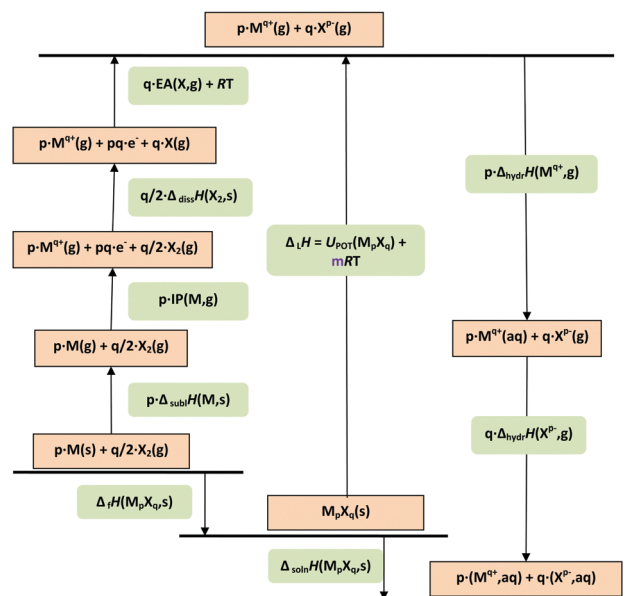 p·M^q+(g) + q·X^p-(g)
q·EA(X,g) + RT
p·M^q+(g) + pq·e^- + q·X(g)
q/2·Δ_diss H(X₂,s)
p·M^q+(g) + pq·e^- + q/2·X₂(g)
p·IP(M,g)
p·M(g) + q/2·X₂(g)
p·Δ_subl H(M,s)
p·M(s) + q/2·X₂(g)
Δ_f H(M_pX_q,s)
Δ_L H = U_POT(M_pX_q) +
mRT
M_pX_q(s)
Δ_soln H(M_pX_q,s)
p·Δ_hydr H(M^q+,g)
p·M^q+(aq) + q·X^p-(g)
q·Δ_hydr H(X^p-,g)
p·(M^q+,aq) + q·(X^p-,aq)